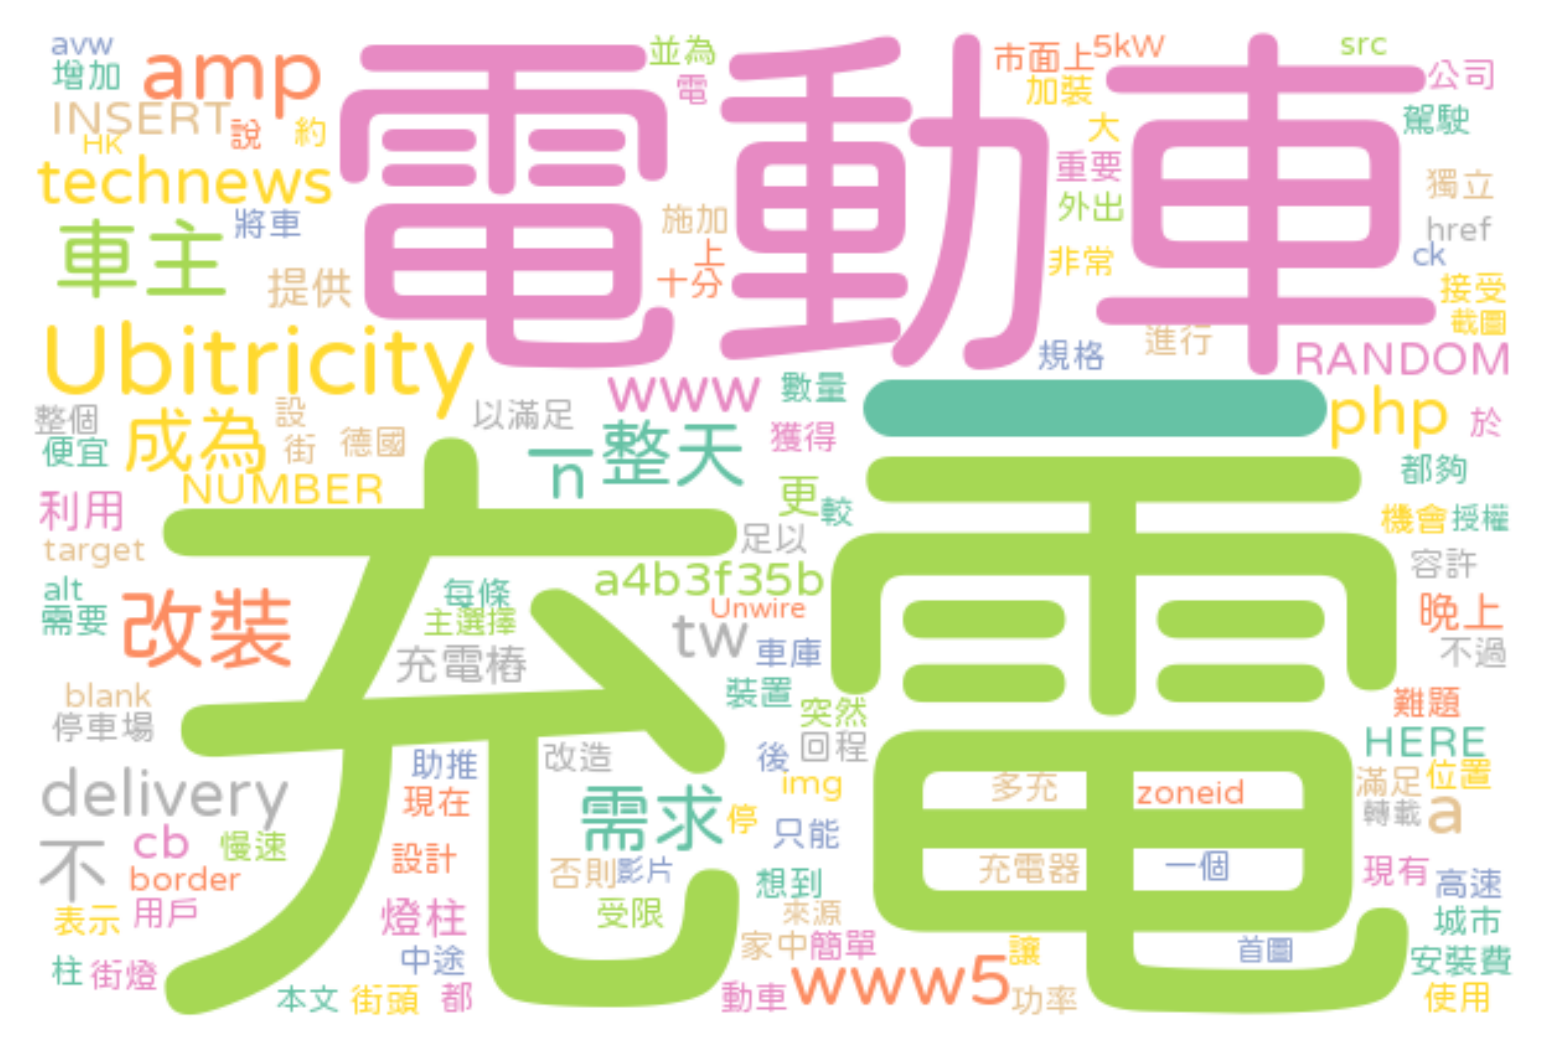 avw
增加
amp
INSERT
HK
說
約
technews
車主
將車
提供
電動車
並為
電
施加
上
十分
市面上
5kW
加裝
大
重要
外出
非常
規格
進行
src
公司
駕駛
獨立
href
ck
接受
截圖
RANDOM
Ubitricity
整個
便宜
成為
設
街
德國
NUMBER
以滿足
www
數量
獲得
一
n
整天
更
較
足以
php
於
都夠
機會
授權
容許
利用
target
alt
需要
改裝
每條
主選擇
充電樁
a4b3f35b
Unwire
tw
車庫
裝置
突然
回程
後
img
充電
晚上
不過
難題
HERE
滿足
位置
轉載
a
blank
停車場
delivery
不
cb
慢速
border
表示
用戶
柱
街燈
助推
現在
設計
燈柱
中途
本文
街頭
都
改造
需求
停
只能
否則
影片
受限
想到
來源
家中
簡單
動車
www5
讓
功率
多充
zoneid
充電器
一個
首圖
現有
高速
城市
安裝費
使用